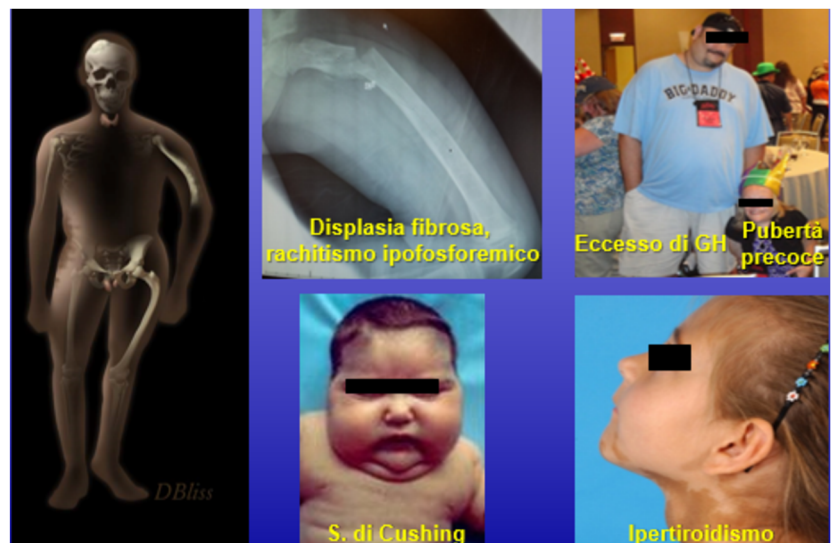 DBliss
Displasia fibrosa,
rachitismo ipofosforemico
BIG DADDY
Eccesso di GH
Pubertà
precoce
S. di Cushing
Ipertiroidismo